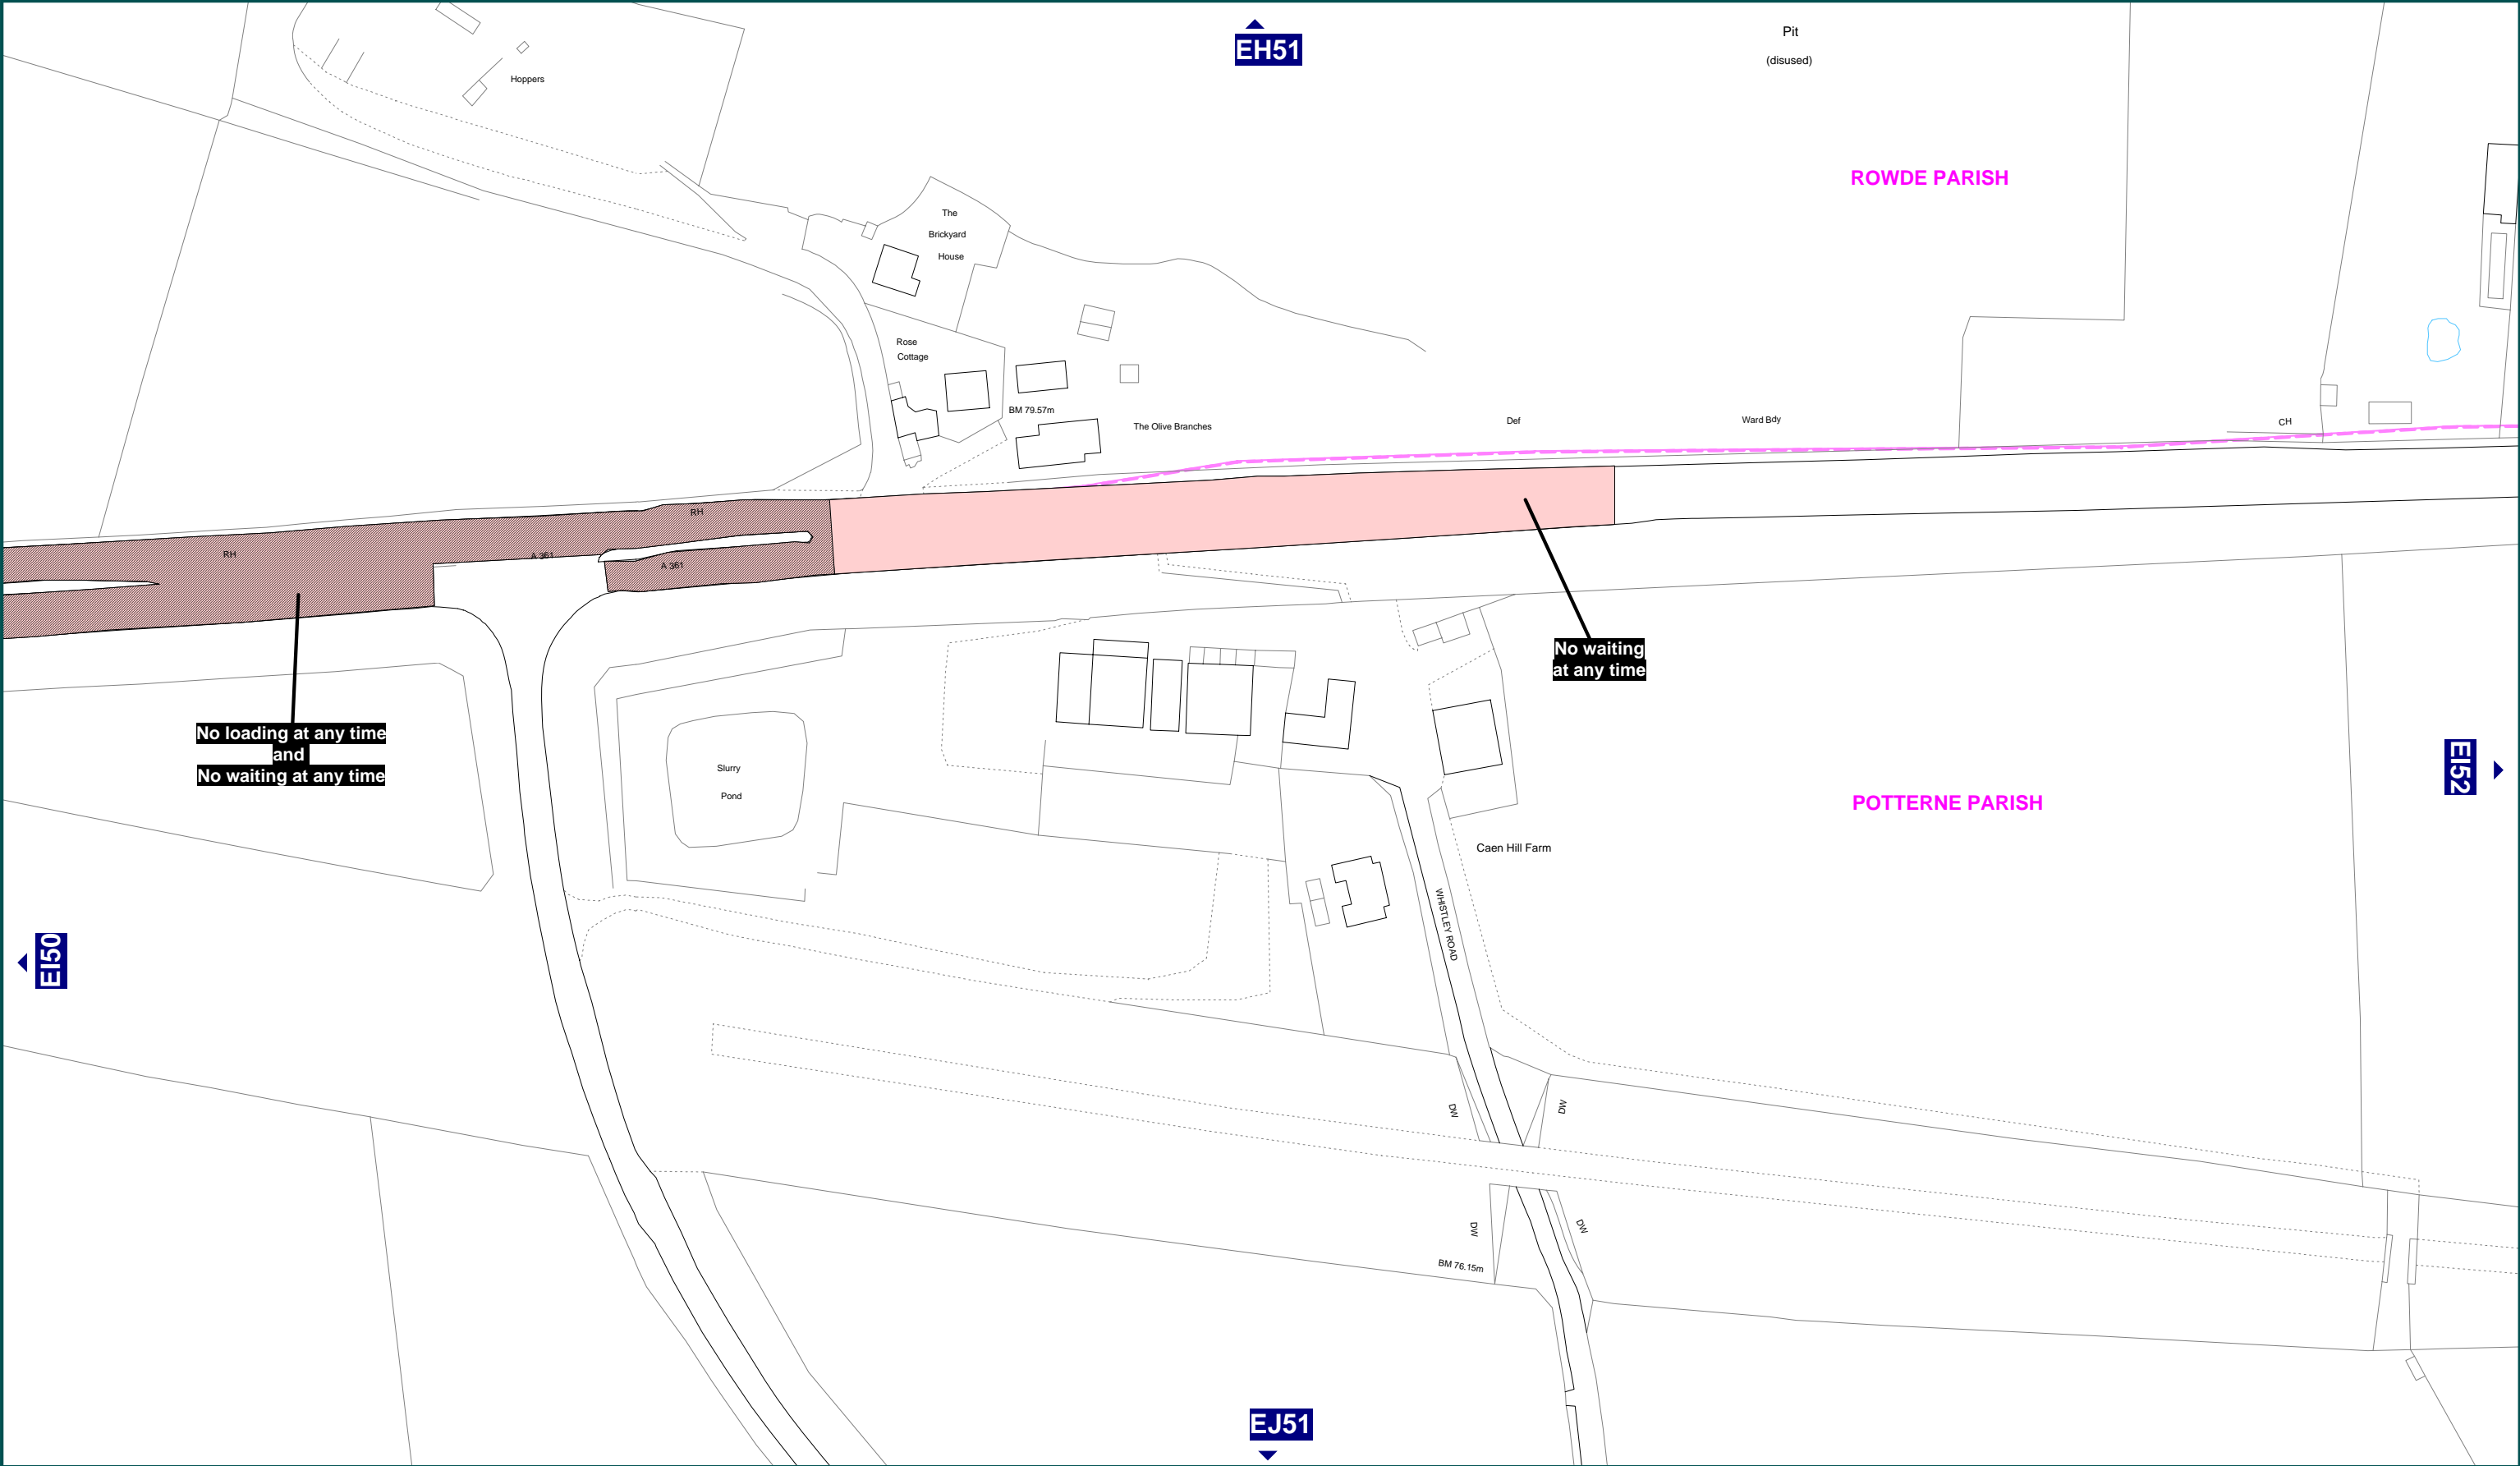 EH51
Pit
(disused)
Hoppers
ROWDE PARISH
The
Brickyard
House
Rose
Cottage
BM 79.57m
The Olive Branches
Def
Ward Bdy
CH
RH
RH
A 361
A 361
No waiting
at any time
No loading at any time
and
No waiting at any time
Slurry
Pond
EI52
POTTERNE PARISH
Caen Hill Farm
WHISTLEY ROAD
EI50
DW
DW
DW
DW
BM 76.15m
EJ51